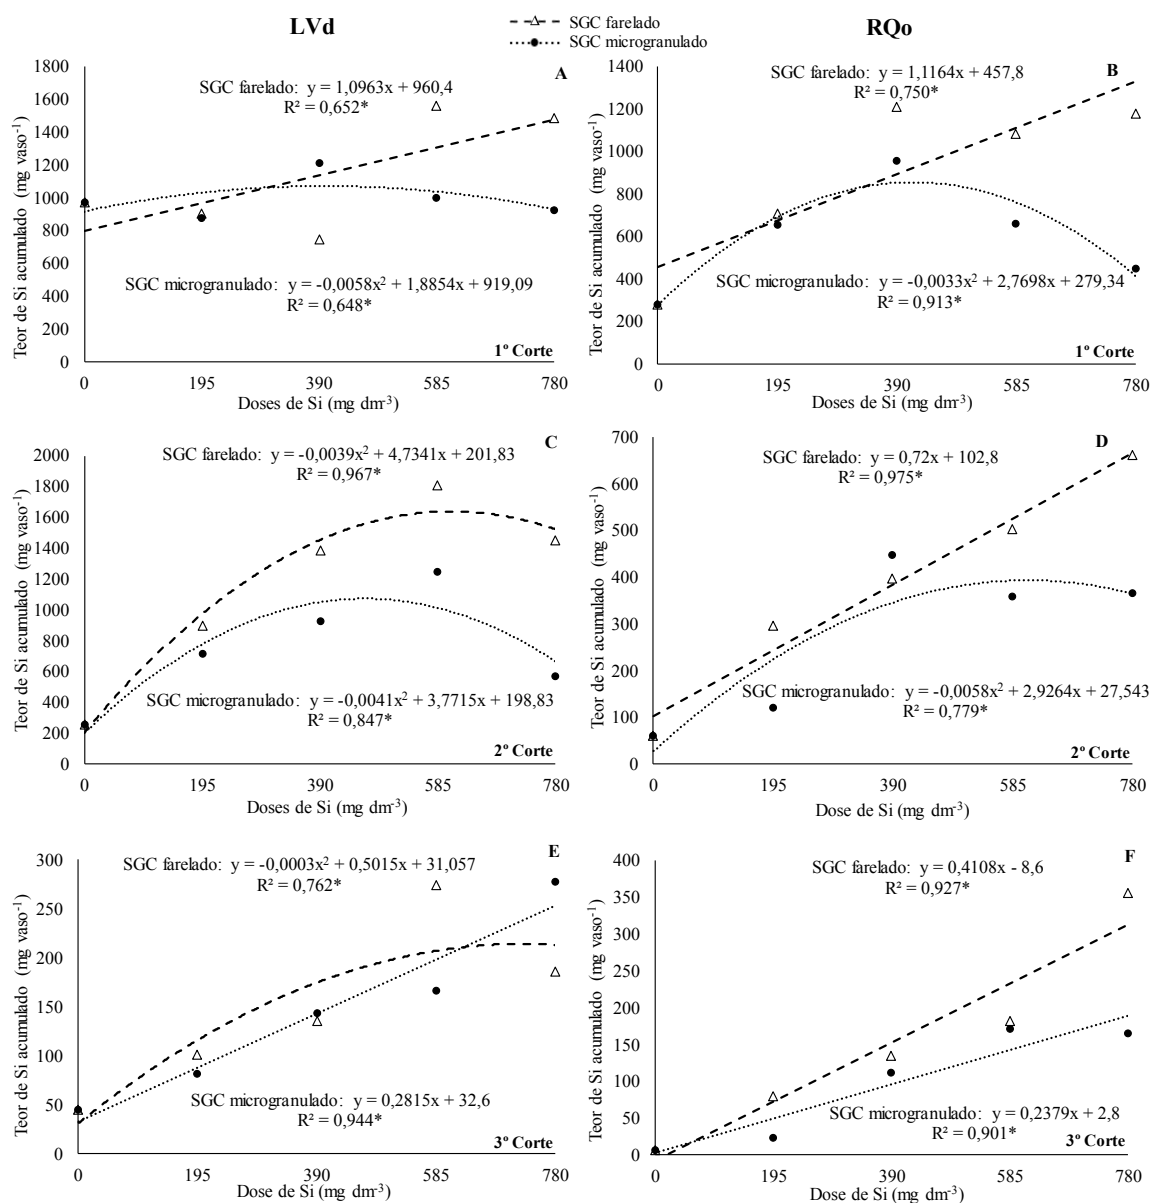 LVd
SGC farelado
SGC microgranulado
RQo
A
SGC farelado: y = 1,0963x + 960,4
R² = 0,652*
SGC microgranulado: y = -0,0058x² + 1,8854x + 919,09
R² = 0,648*
1º Corte
Teor de Si acumulado (mg vaso⁻¹)
1800
1600
1400
1200
1000
800
600
400
200
0
0 195 390 585 780
Doses de Si (mg dm⁻³)
B
SGC farelado: y = 1,1164x + 457,8
R² = 0,750*
SGC microgranulado: y = -0,0033x² + 2,7698x + 279,34
R² = 0,913*
1º Corte
Teor de Si acumulado (mg vaso⁻¹)
1400
1200
1000
800
600
400
200
0
0 195 390 585 780
Doses de Si (mg dm⁻³)
C
SGC farelado: y = -0,0039x² + 4,7341x + 201,83
R² = 0,967*
SGC microgranulado: y = -0,0041x² + 3,7715x + 198,83
R² = 0,847*
2º Corte
Teor de Si acumulado (mg vaso⁻¹)
2000
1800
1600
1400
1200
1000
800
600
400
200
0
0 195 390 585 780
Doses de Si (mg dm⁻³)
D
SGC farelado: y = 0,72x + 102,8
R² = 0,975*
SGC microgranulado: y = -0,0058x² + 2,9264x + 27,543
R² = 0,779*
2º Corte
Teor de Si acumulado (mg vaso⁻¹)
700
600
500
400
300
200
100
0
0 195 390 585 780
Dose de Si (mg dm⁻³)
E
SGC farelado: y = -0,0003x² + 0,5015x + 31,057
R² = 0,762*
SGC microgranulado: y = 0,2815x + 32,6
R² = 0,944*
3º Corte
Teor de Si acumulado (mg vaso⁻¹)
300
250
200
150
100
50
0
0 195 390 585 780
Doses de Si (mg dm⁻³)
F
SGC farelado: y = 0,4108x - 8,6
R² = 0,927*
SGC microgranulado: y = 0,2379x + 2,8
R² = 0,901*
3º Corte
Teor de Si acumulado (mg vaso⁻¹)
400
350
300
250
200
150
100
50
0
0 195 390 585 780
Doses de Si (mg dm⁻³)